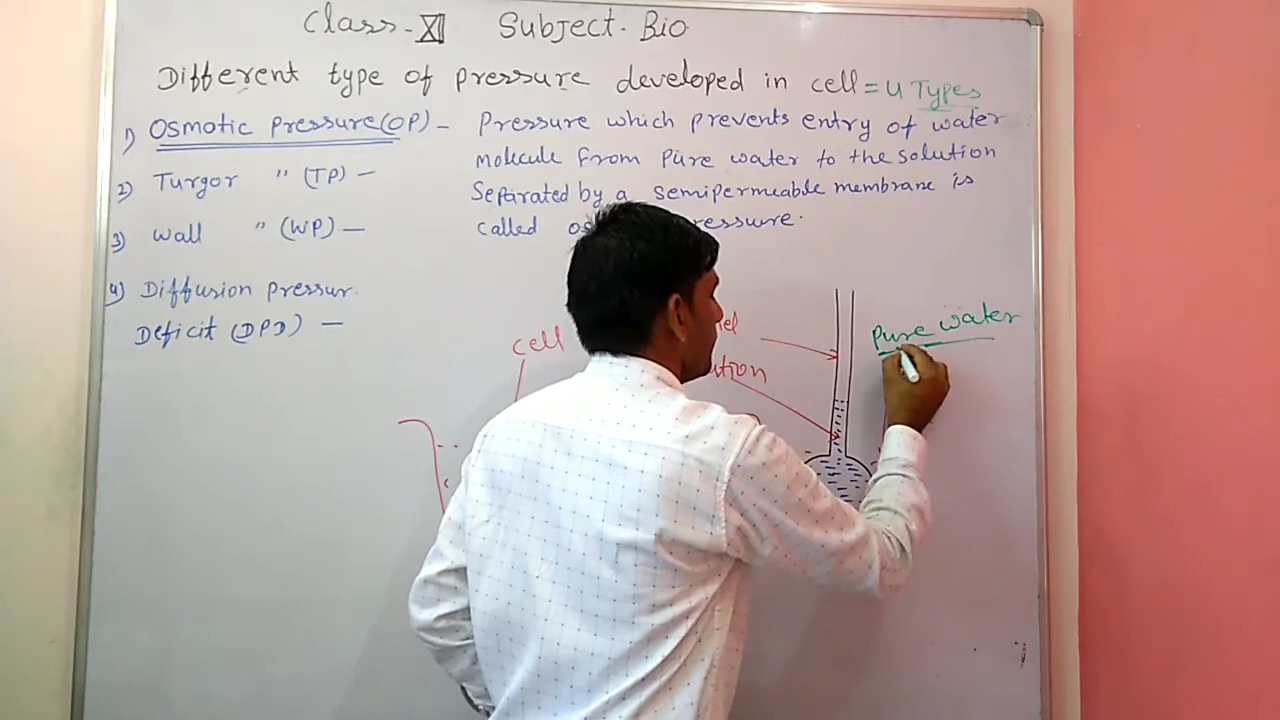 Class-XI Subject. Bio
Different type of pressure developed in cell = 4 Types
1) Osmotic Pressure(OP) - Pressure which prevents entry of water
molecule from Pure water to the solution
2) Turgor " (TP) -
Separated by a semipermeable membrane is
3) Wall " (WP) -
called ressure.
4) Diffusion Pressur.
Deficit (DPD) -
Pure water
cell